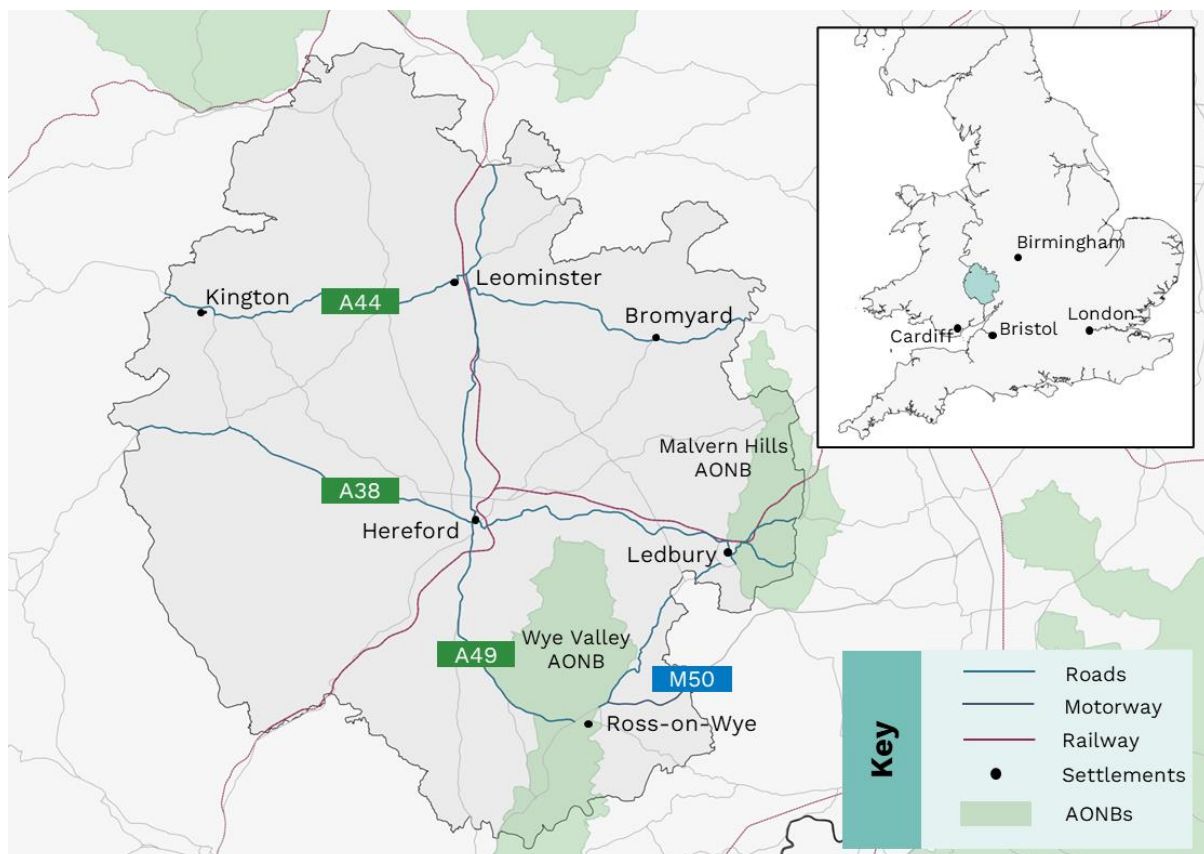 Kington
A44
Leominster
Bromyard
Malvern Hills
AONB
A38
Hereford
Ledbury
Wye Valley
AONB
A49
M50
Ross-on-Wye
Birmingham
London
Cardiff
Bristol
Key
Roads
Motorway
Railway
Settlements
AONBs